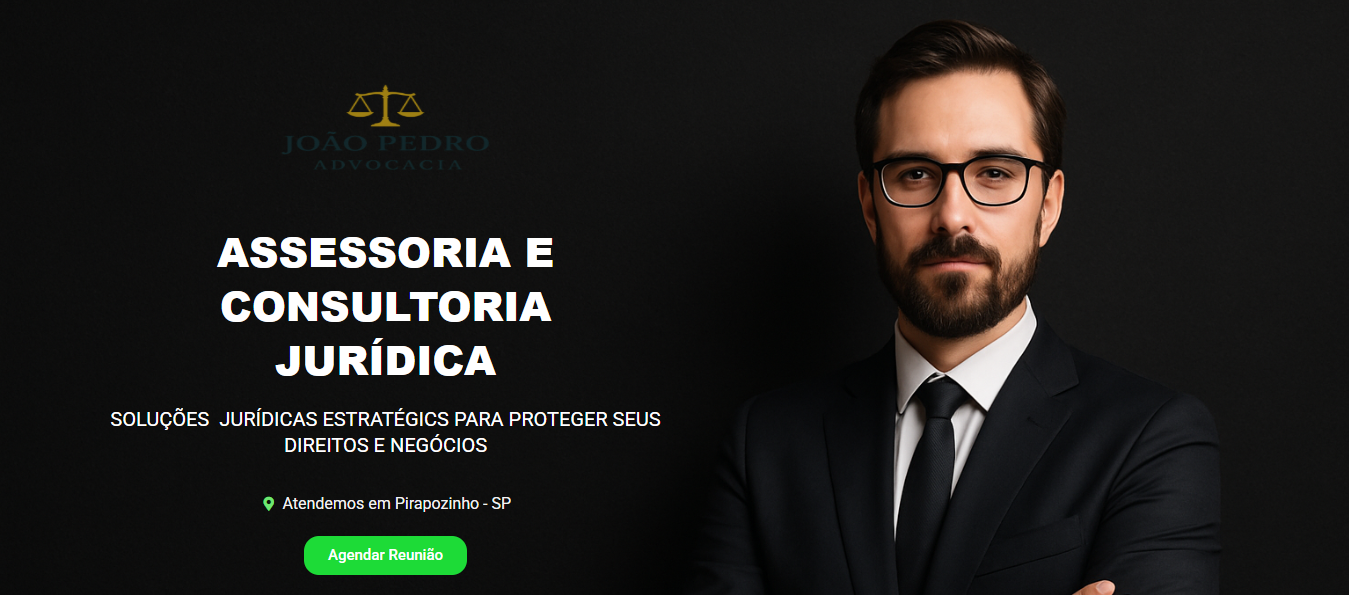 JOÃO PEDRO
ADVOCACIA
ASSESSORIA E
CONSULTORIA
JURÍDICA
SOLUÇÕES  JURÍDICAS ESTRATÉGICS PARA PROTEGER SEUS
DIREITOS E NEGÓCIOS
Atendemos em Pirapozinho - SP
Agendar Reunião